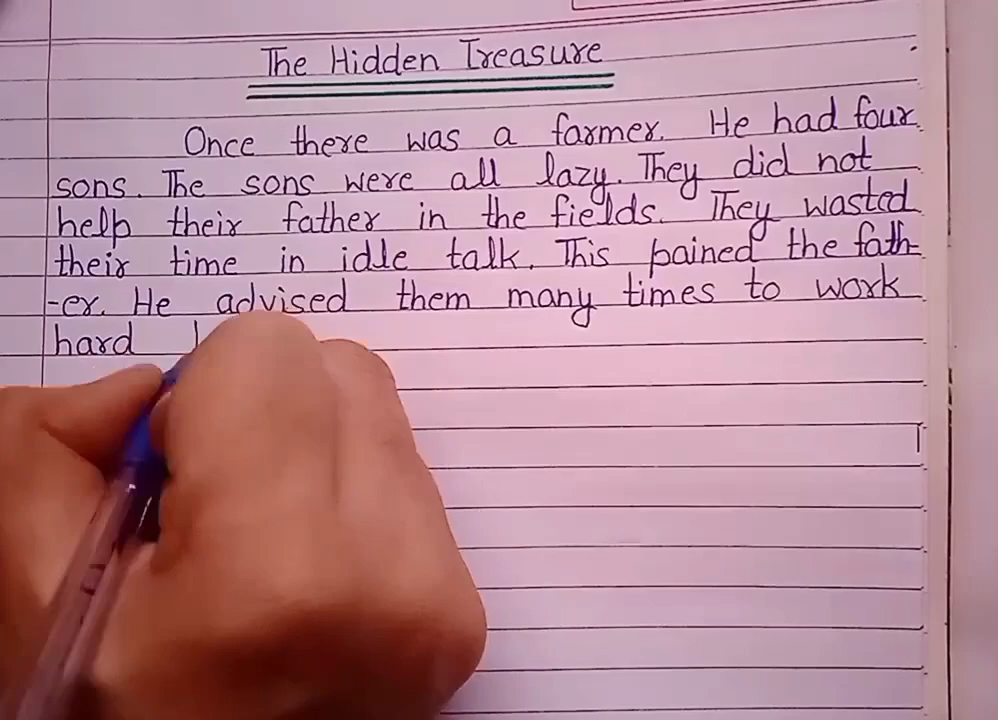 The Hidden Treasure
Once there was a farmer. He had four
sons. The sons were all lazy. They did not
help their father in the fields. They wasted
their time in idle talk. This pained the fath-
-er. He advised them many times to work
hard